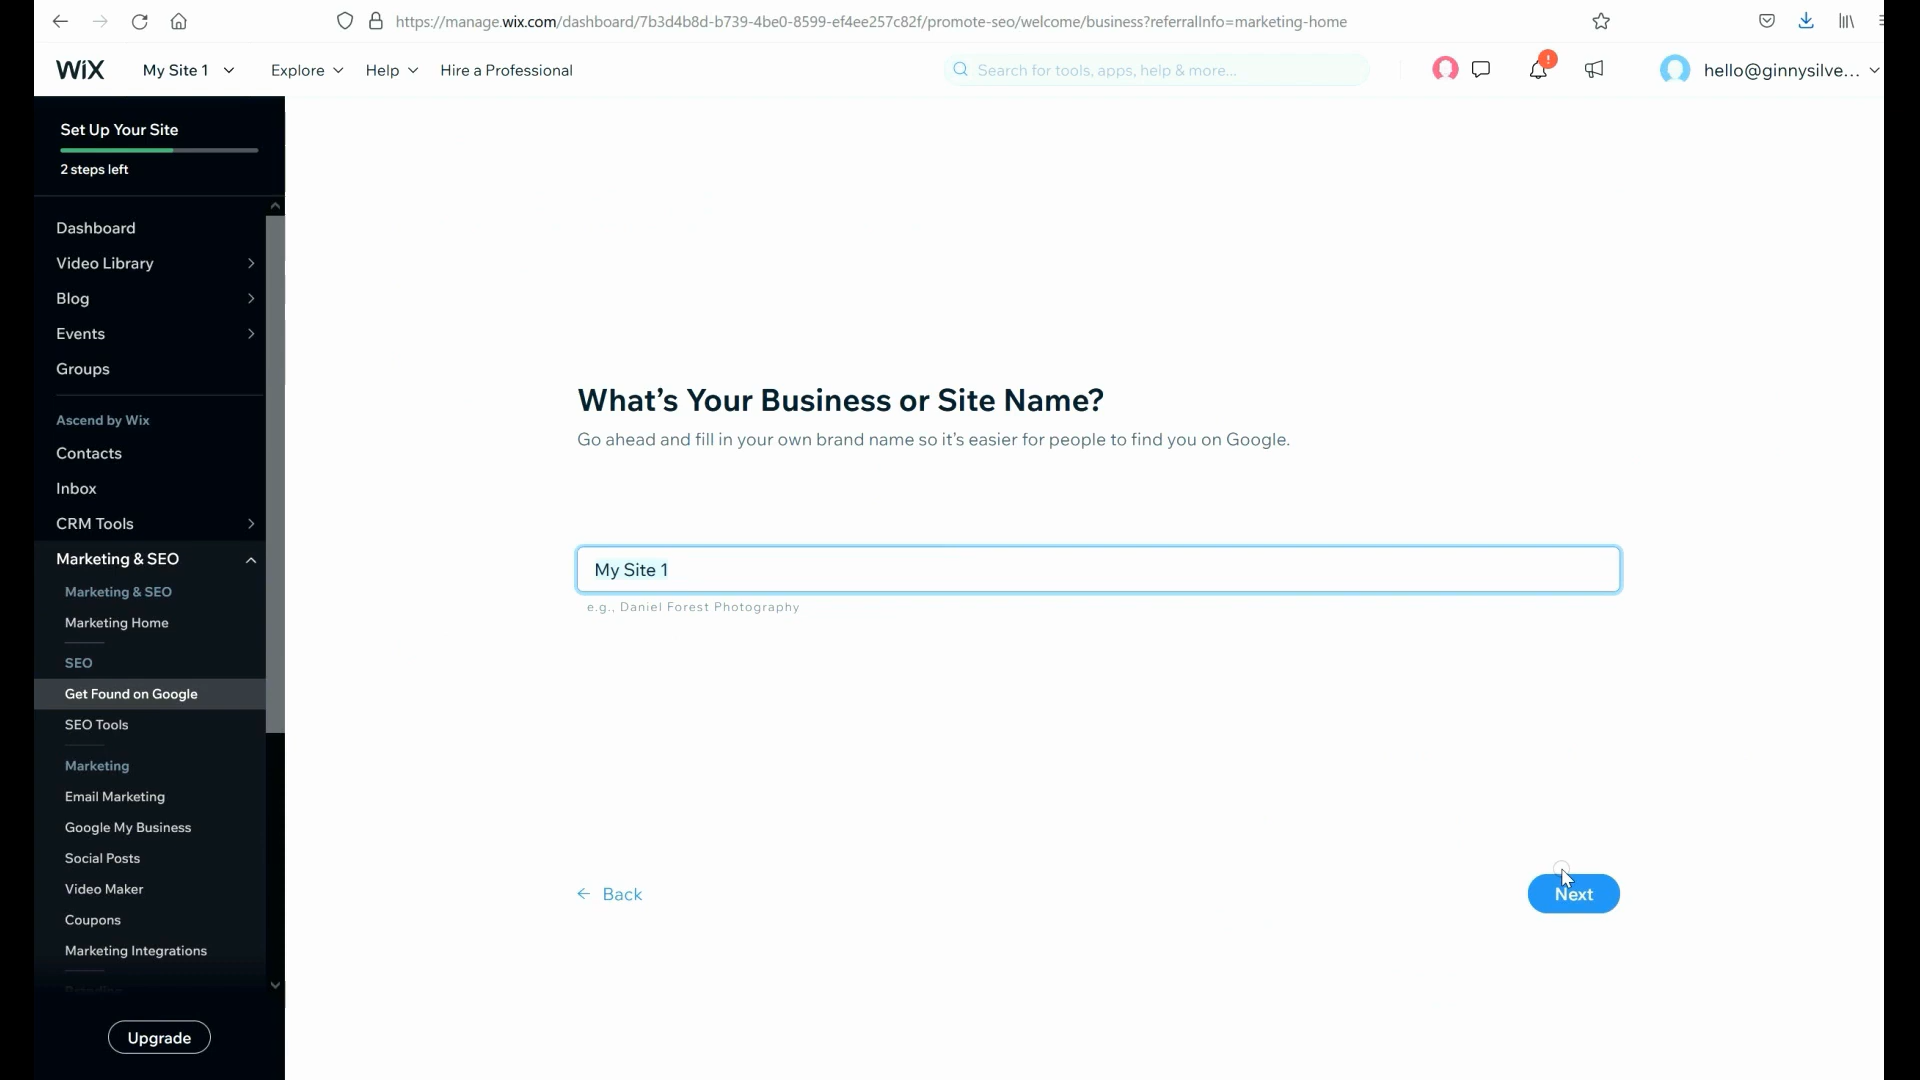 https://manage.wix.com/dashboard/7b3d4b8d-b739-4be0-8599-ef4ee257c82f/promote-seo/welcome/business?referralInfo=marketing-home
WiX
My Site 1
Explore
Help
Hire a Professional
Search for tools, apps, help & more...
!
hello@ginnysilve...
Set Up Your Site
2 steps left
Dashboard
Video Library
Blog
Events
Groups
Ascend by Wix
Contacts
Inbox
CRM Tools
Marketing & SEO
Marketing & SEO
Marketing Home
SEO
Get Found on Google
SEO Tools
Marketing
Email Marketing
Google My Business
Social Posts
Video Maker
Coupons
Marketing Integrations
Upgrade
What's Your Business or Site Name?
Go ahead and fill in your own brand name so it's easier for people to find you on Google.
My Site 1
e.g., Daniel Forest Photography
Back
Next